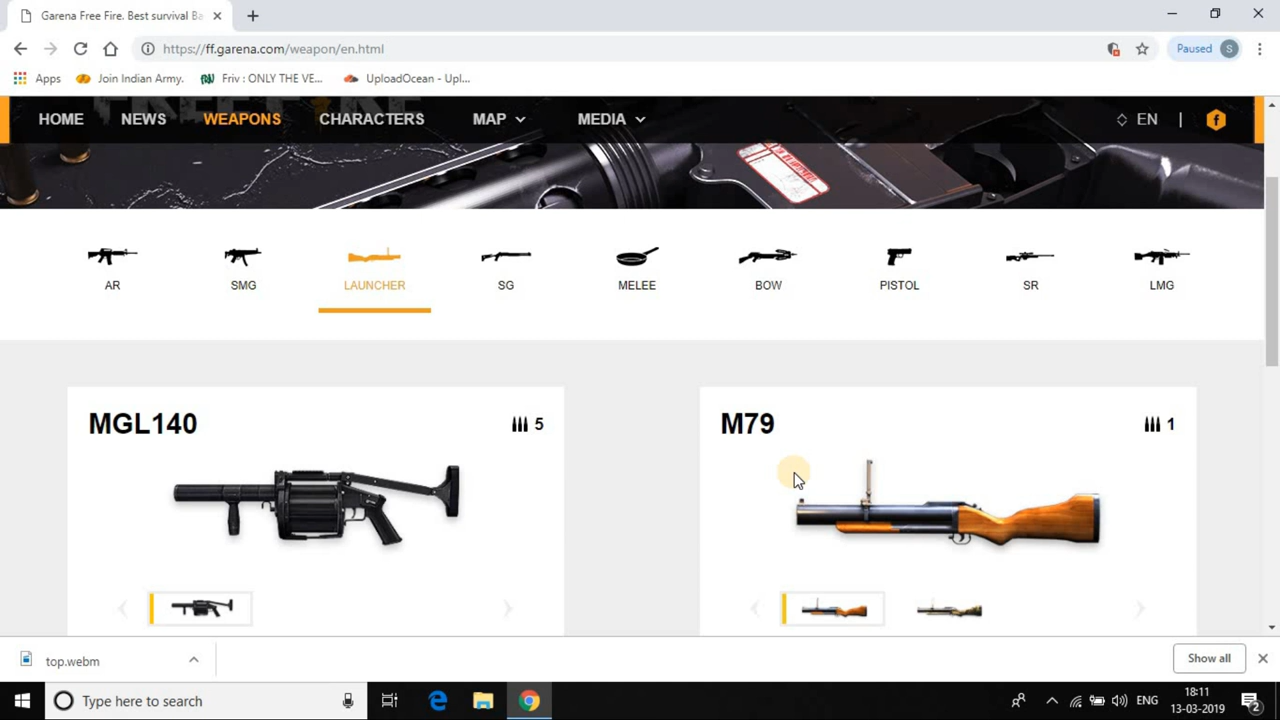 Garena Free Fire. Best survival Ba
https://ff.garena.com/weapon/en.html
Paused S
Apps Join Indian Army. Friv : ONLY THE VE... UploadOcean - Upl...
FREE FIRE
HOME NEWS WEAPONS CHARACTERS MAP MEDIA EN |
AR SMG LAUNCHER SG MELEE BOW PISTOL SR LMG
MGL140 5
M79 1
top.webm
Show all
Type here to search
ENG
18:11
13-03-2019
2